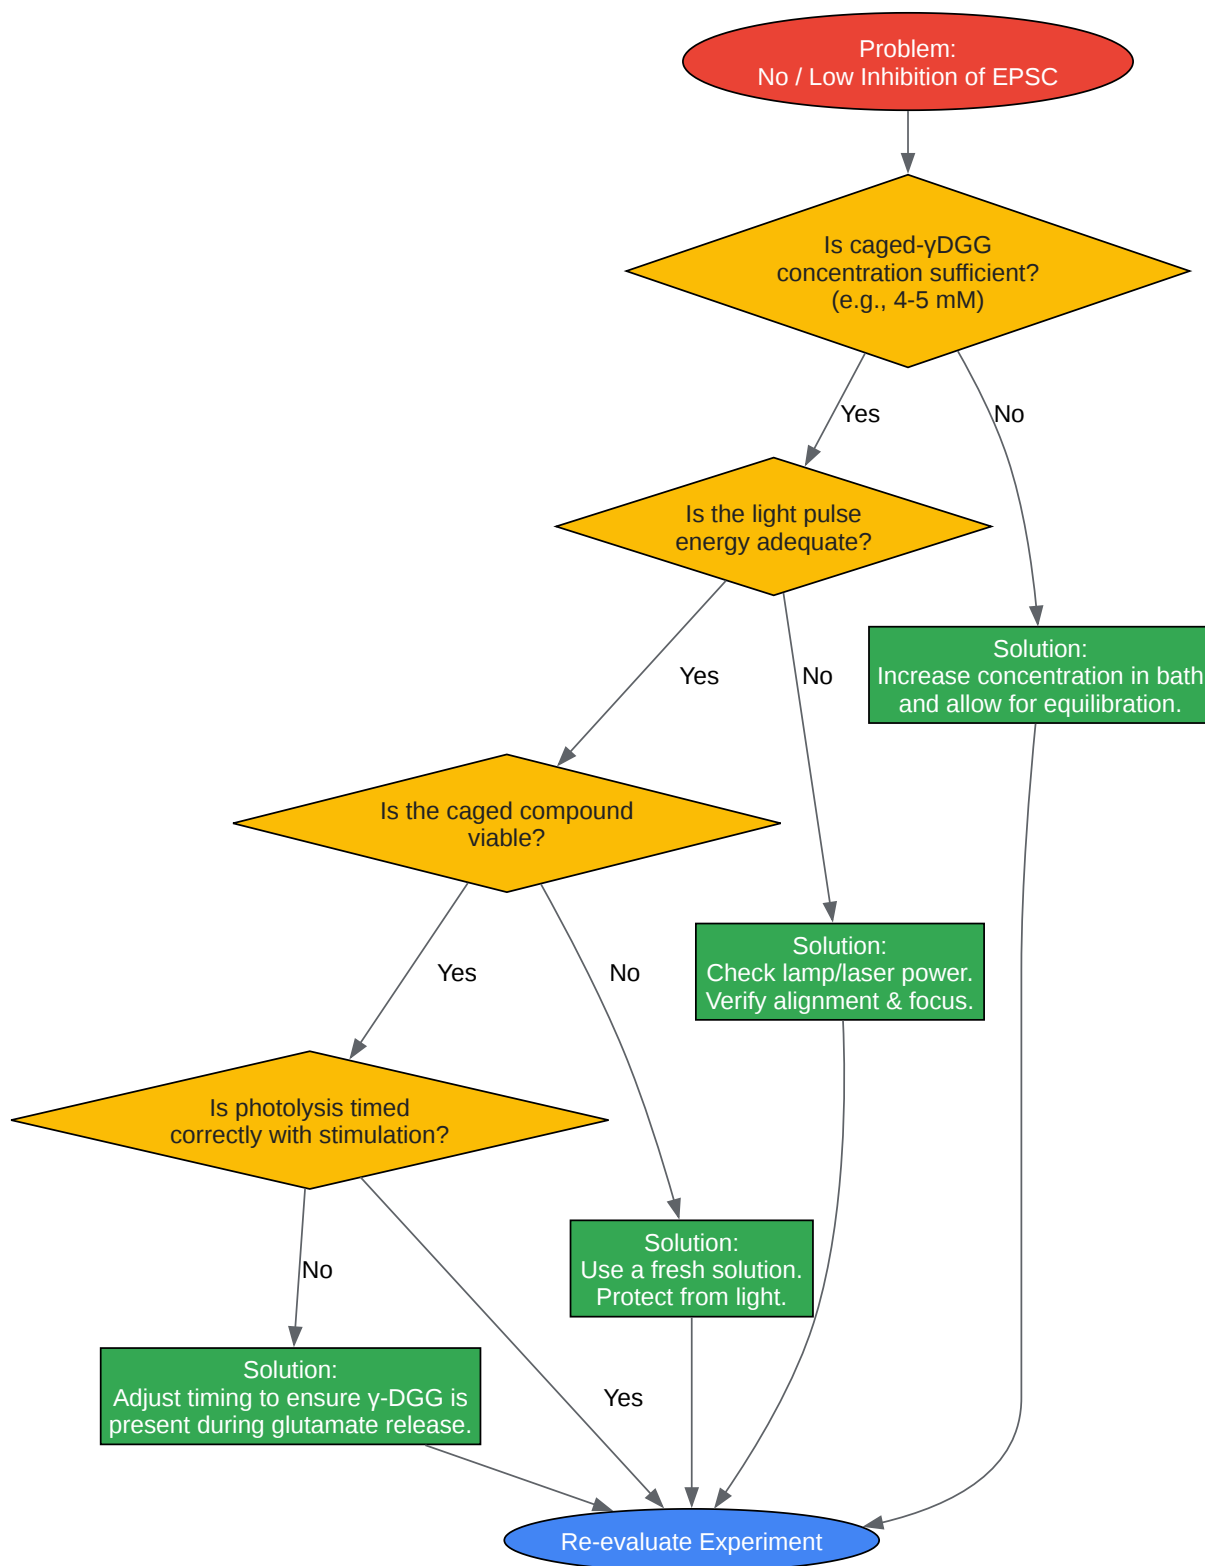 Problem:
No / Low Inhibition of EPSC
Is caged-γDGG
concentration sufficient?
(e.g., 4-5 mM)
Yes
No
Is the light pulse
energy adequate?
Solution:
Increase concentration in bath
and allow for equilibration.
Yes
No
Is the caged compound
viable?
Solution:
Check lamp/laser power.
Verify alignment & focus.
Yes
No
Is photolysis timed
correctly with stimulation?
Solution:
Use a fresh solution.
Protect from light.
No
Yes
Solution:
Adjust timing to ensure γ-DGG is
present during glutamate release.
Re-evaluate Experiment